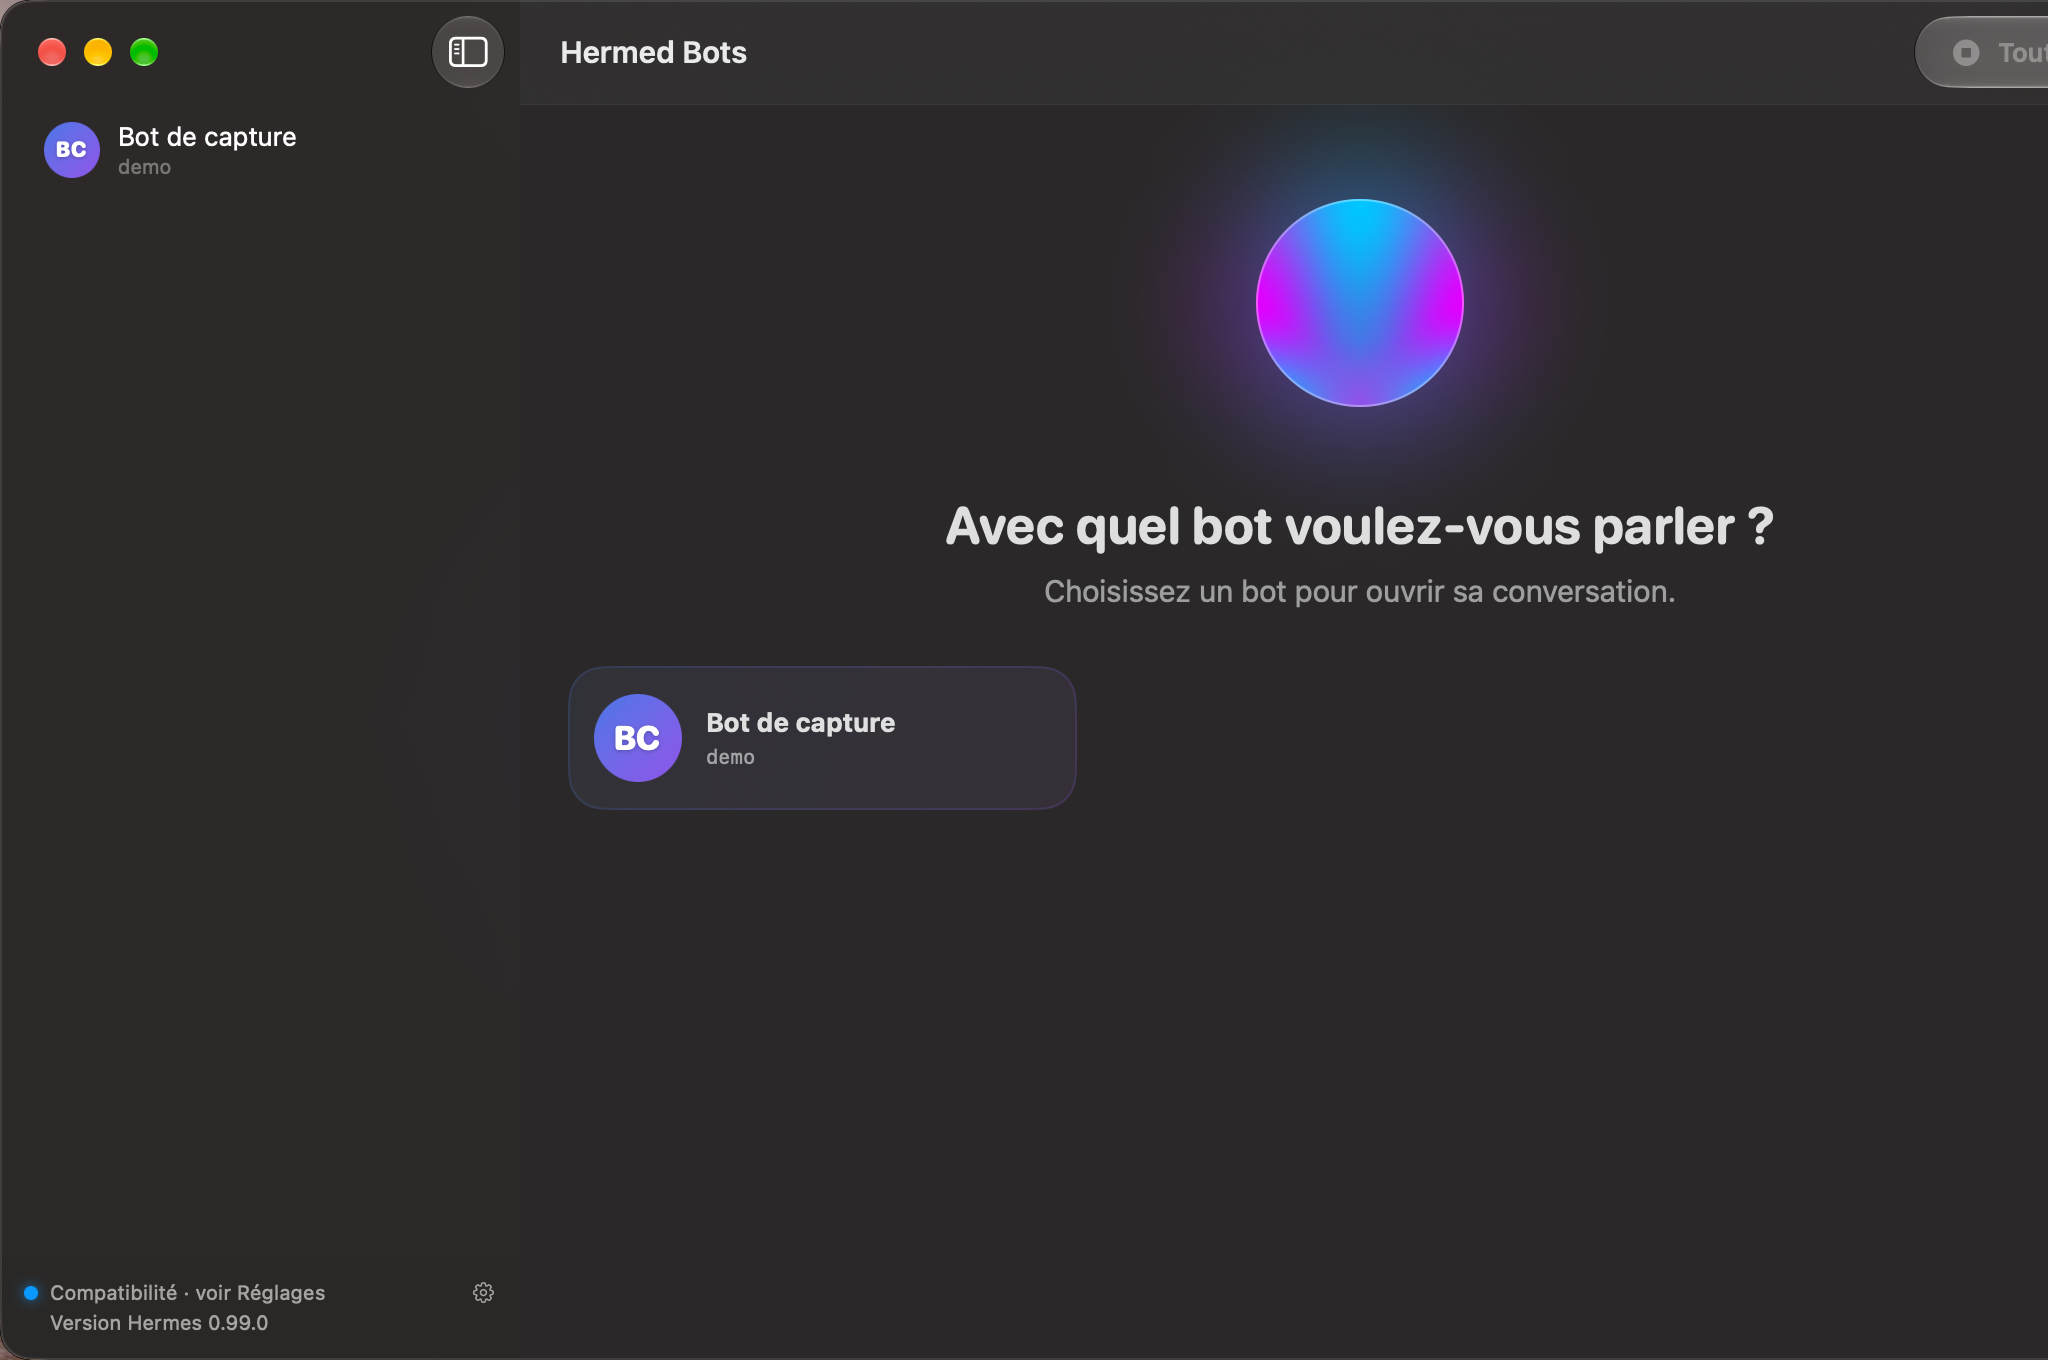 Hermed Bots
Tout
BC
Bot de capture
demo
Avec quel bot voulez-vous parler ?
Choisissez un bot pour ouvrir sa conversation.
BC
Bot de capture
demo
Compatibilité · voir Réglages
Version Hermes 0.99.0